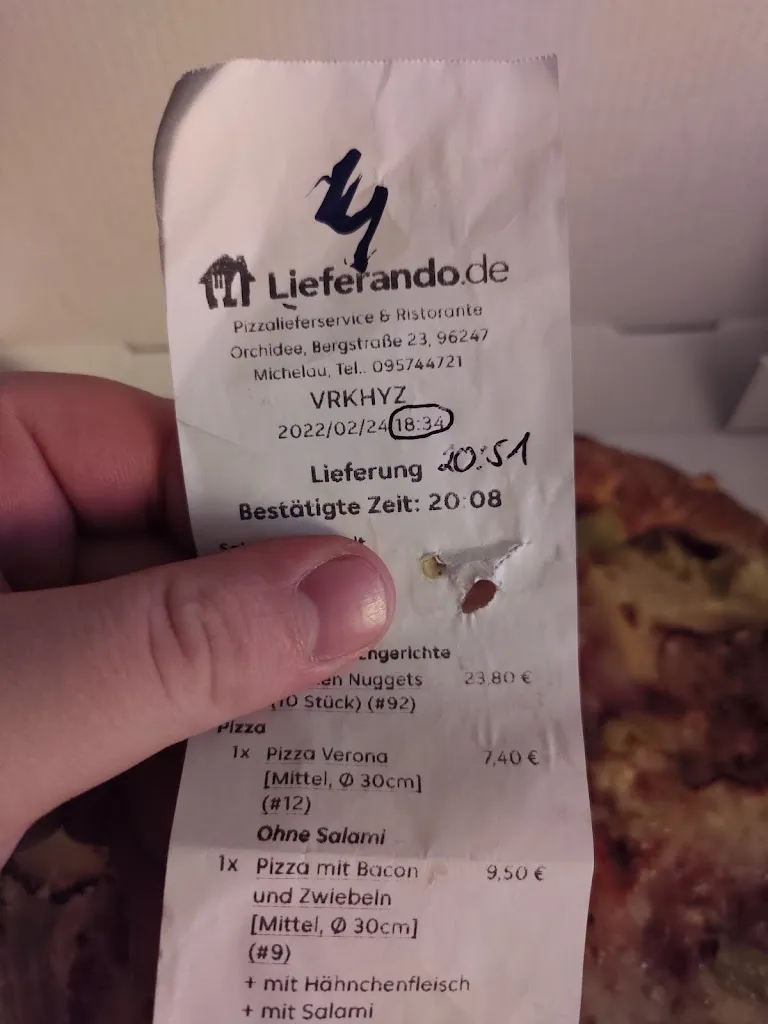 Lieferando.de
Pizzalieferservice & Ristorante
Orchidee, Bergstraße 23, 96247
Michelau, Tel.. 095744721
VRKHYZ
2022/02/24 18:34
Lieferung 20:51
Bestätigte Zeit: 20:08
ngerichte
en Nuggets 23,80 €
(10 Stück) (#92)
Pizza
1x Pizza Verona 7,40 €
[Mittel, Ø 30cm]
(#12)
Ohne Salami
1x Pizza mit Bacon 9,50 €
und Zwiebeln
[Mittel, Ø 30cm]
(#9)
+ mit Hähnchenfleisch
+ mit Salami